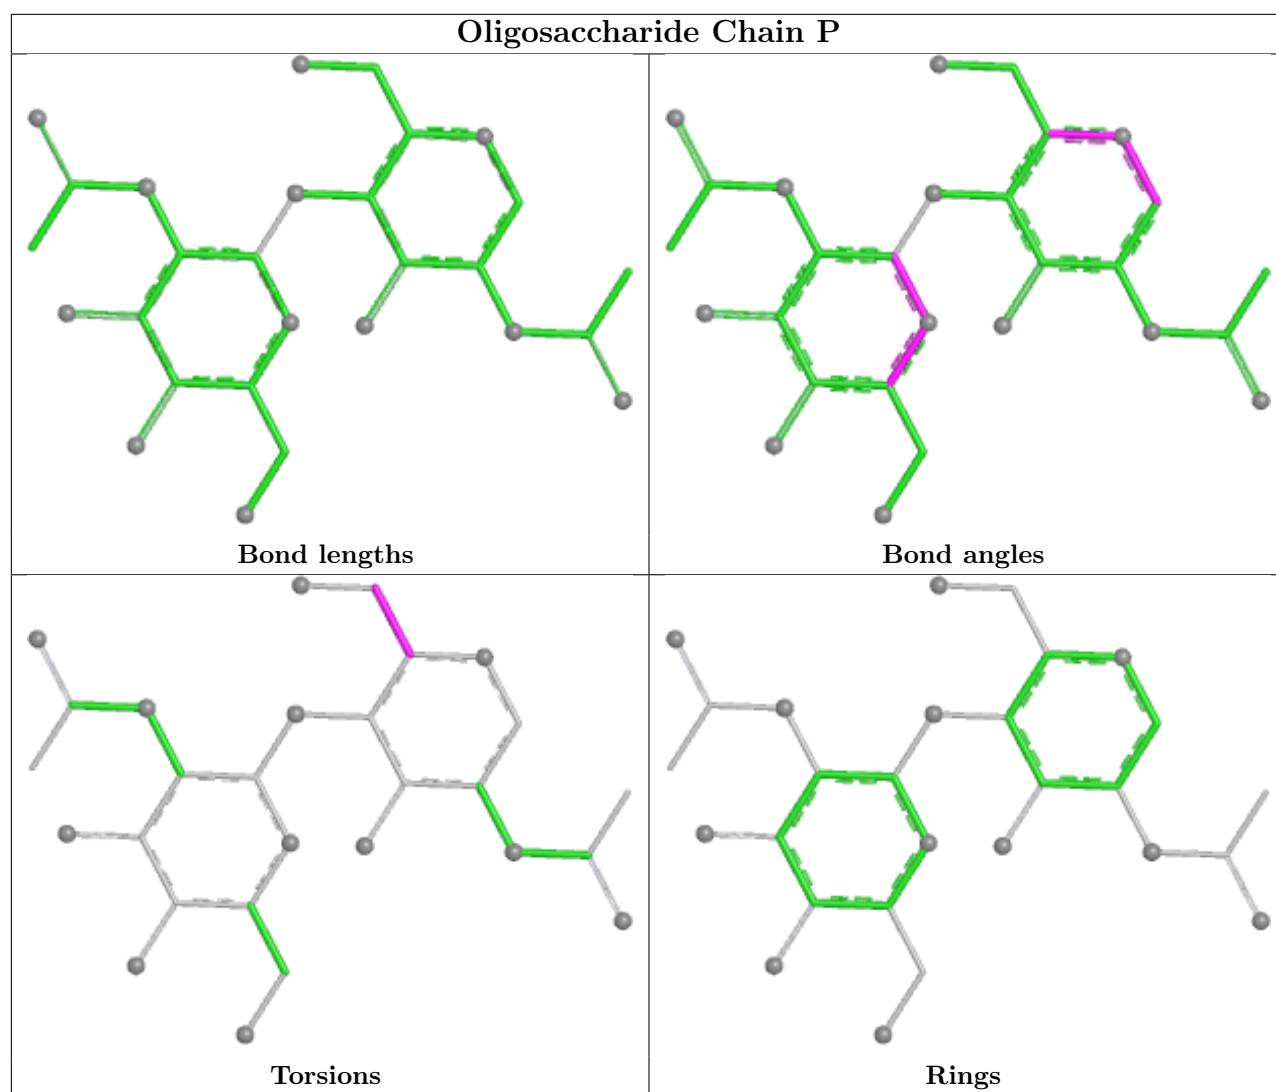 Oligosaccharide Chain P
Bond lengths
Bond angles
Torsions
Rings